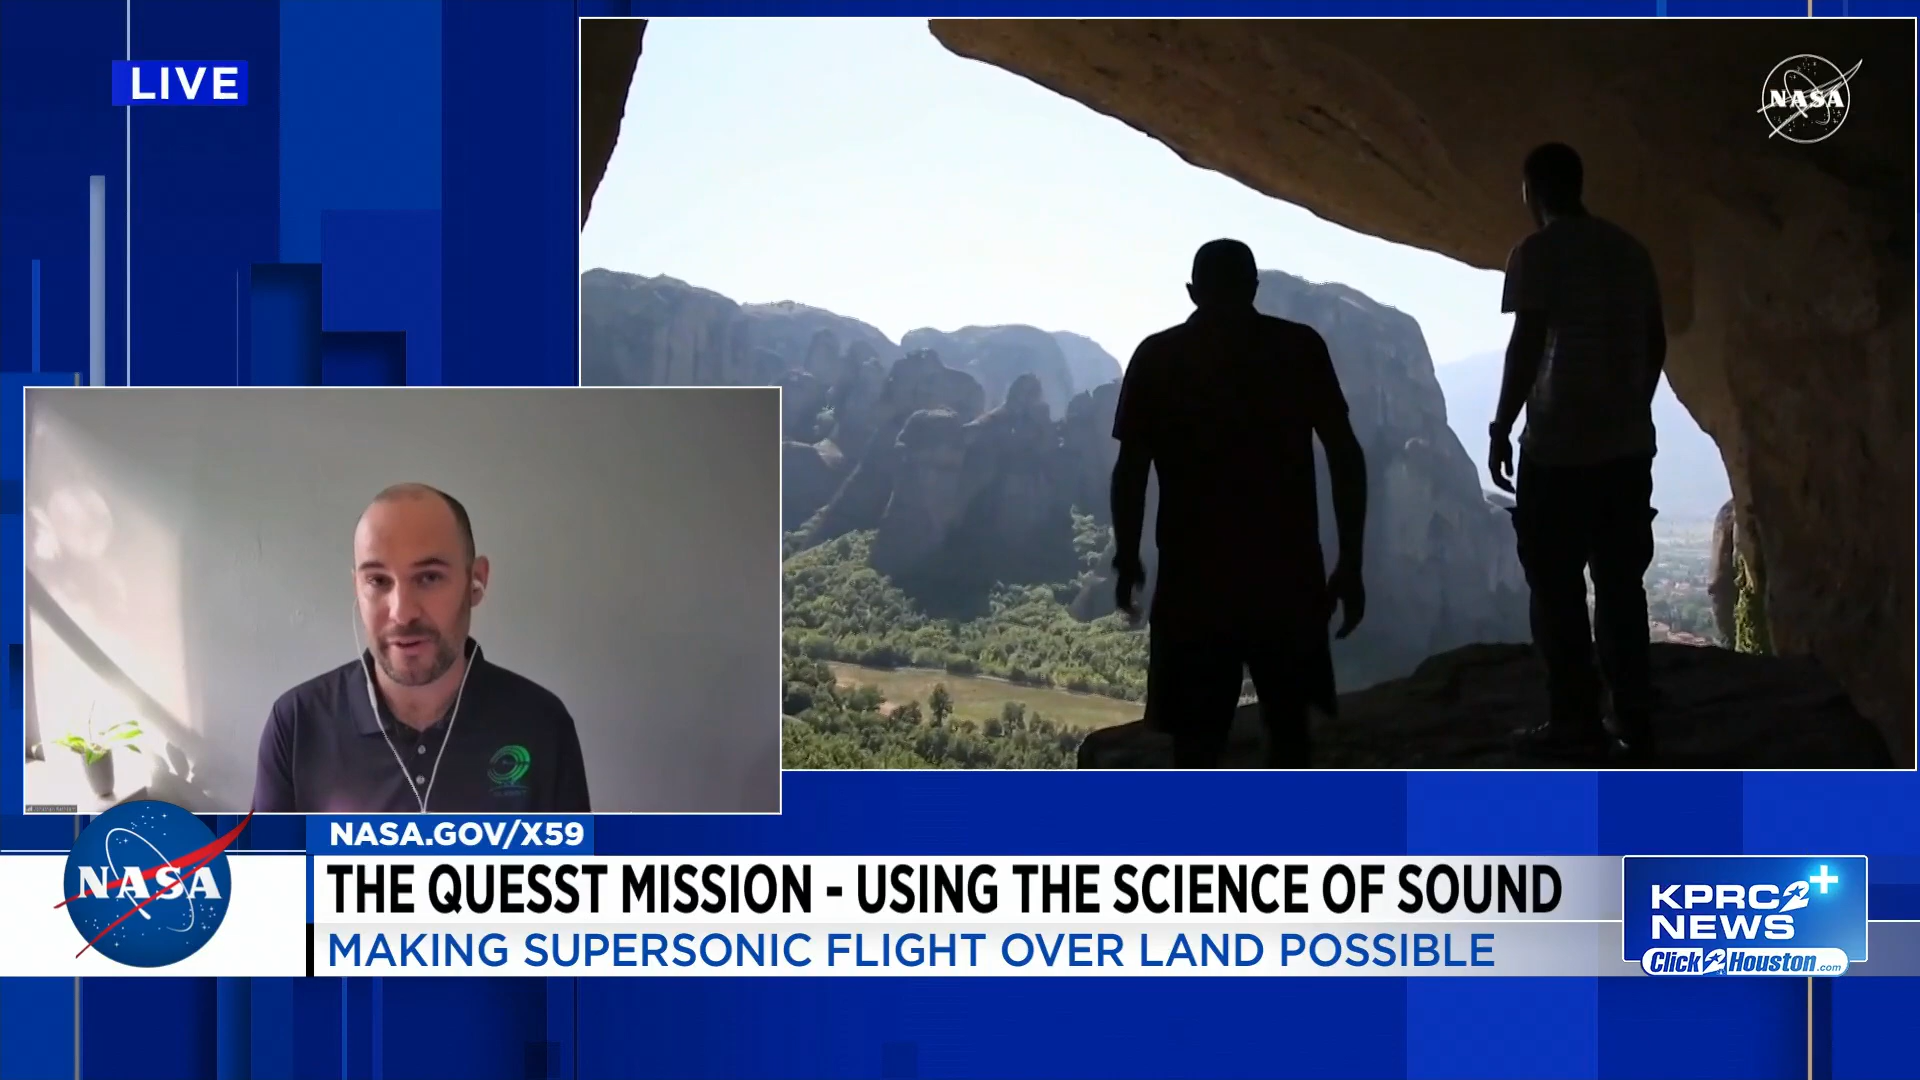 LIVE
NASA
NASA.GOV/X59
NASA
THE QUESST MISSION - USING THE SCIENCE OF SOUND
MAKING SUPERSONIC FLIGHT OVER LAND POSSIBLE
KPRC2+
NEWS
Click2Houston.com